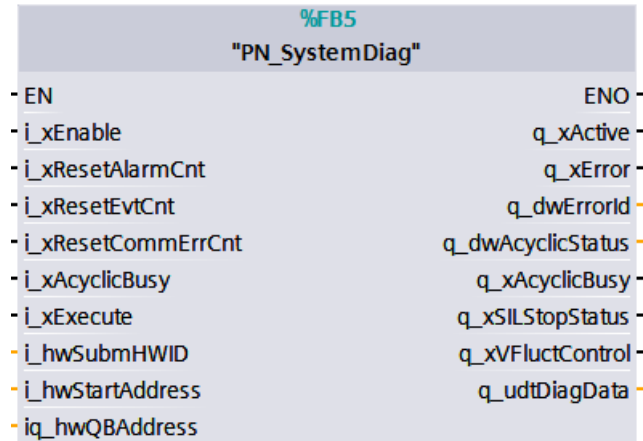 %FB5
"PN_SystemDiag"
EN ENO
i_xEnable q_xActive
i_xResetAlarmCnt q_xError
i_xResetEvtCnt q_dwErrorId
i_xResetCommErrCnt q_dwAcyclicStatus
i_xAcyclicBusy q_xAcyclicBusy
i_xExecute q_xSILStopStatus
i_hwSubmHWID q_xVFluctControl
i_hwStartAddress q_udtDiagData
iq_hwQBAddress